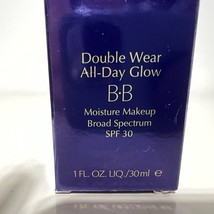 Double Wear
All-Day Glow
B·B
Moisture Makeup
Broad Spectrum
SPF 30
1 FL. OZ. LIQ./30ml ℮